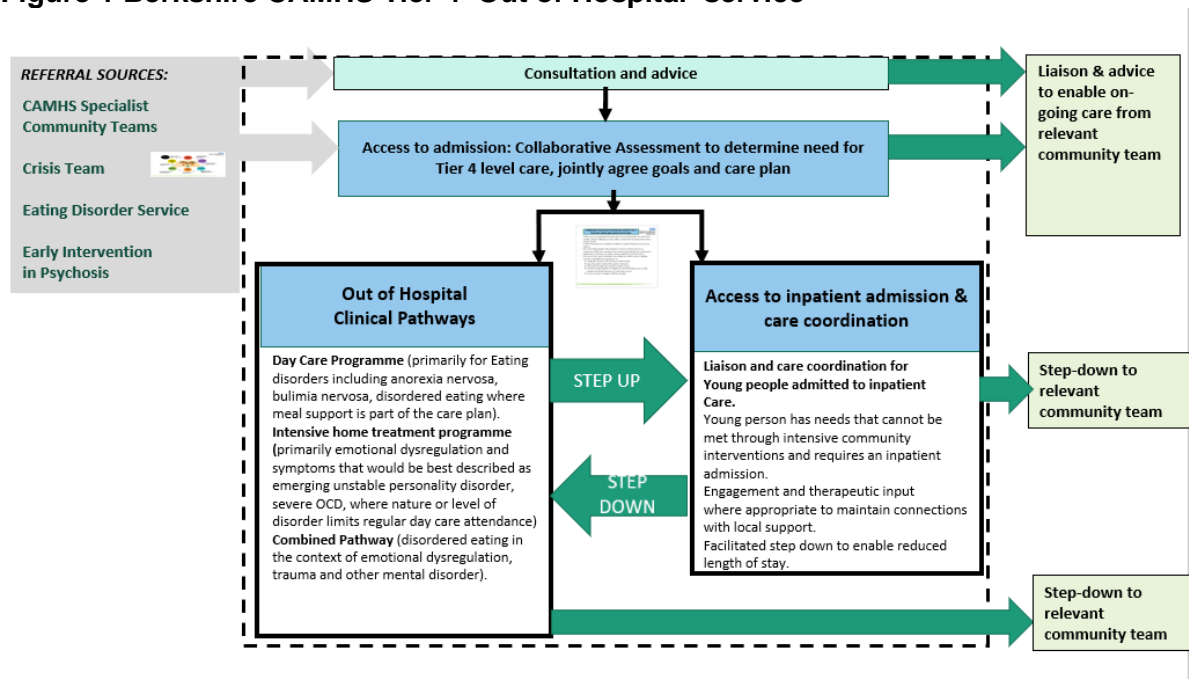 Figure 1 Berkshire CAMHS Tier 4 'Out of Hospital' Service
REFERRAL SOURCES:
CAMHS Specialist
Community Teams
Crisis Team
Eating Disorder Service
Early Intervention
in Psychosis
Consultation and advice
Access to admission: Collaborative Assessment to determine need for
Tier 4 level care, jointly agree goals and care plan
Liaison & advice
to enable on-
going care from
relevant
community team
Out of Hospital
Clinical Pathways
Day Care Programme (primarily for Eating
disorders including anorexia nervosa,
bulimia nervosa, disordered eating where
meal support is part of the care plan).
Intensive home treatment programme
(primarily emotional dysregulation and
symptoms that would be best described as
emerging unstable personality disorder,
severe OCD, where nature or level of
disorder limits regular day care attendance)
Combined Pathway (disordered eating in
the context of emotional dysregulation,
trauma and other mental disorder).
STEP UP
STEP
DOWN
Access to inpatient admission &
care coordination
Liaison and care coordination for
Young people admitted to inpatient
Care.
Young person has needs that cannot be
met through intensive community
interventions and requires an inpatient
admission.
Engagement and therapeutic input
where appropriate to maintain connections
with local support.
Facilitated step down to enable reduced
length of stay.
Step-down to
relevant
community team
Step-down to
relevant
community team